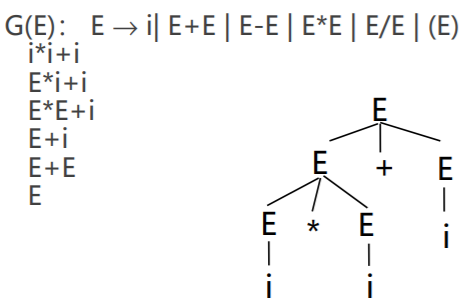 G(E): E → i| E+E | E-E | E*E | E/E | (E)
i*i+i
E*i+i
E*E+i
E+i
E+E
E
E
E + E
E * E i
i i